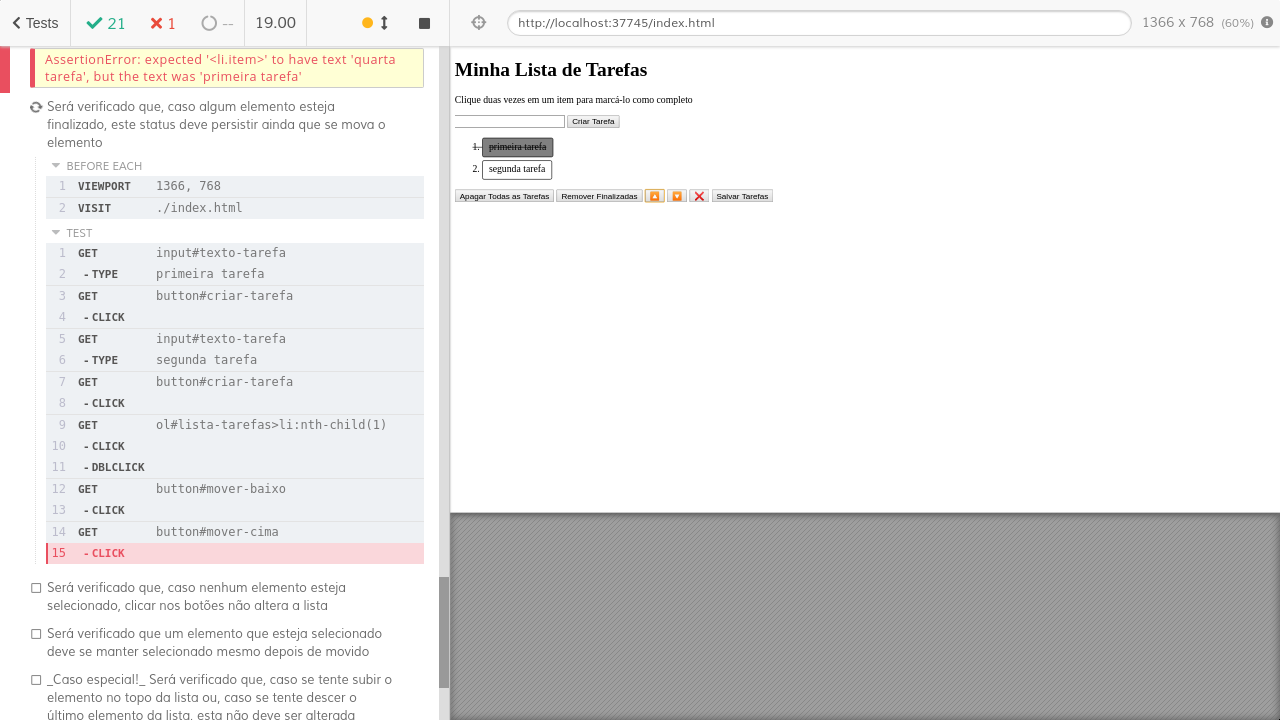 Tests
21
1
--
19.00
http://localhost:37745/index.html
1366 x 768 (60%)
AssertionError: expected '<li.item>' to have text 'quarta
tarefa', but the text was 'primeira tarefa'
Será verificado que, caso algum elemento esteja
finalizado, este status deve persistir ainda que se mova o
elemento
BEFORE EACH
1 VIEWPORT 1366, 768
2 VISIT ./index.html
TEST
1 GET input#texto-tarefa
2 -TYPE primeira tarefa
3 GET button#criar-tarefa
4 -CLICK
5 GET input#texto-tarefa
6 -TYPE segunda tarefa
7 GET button#criar-tarefa
8 -CLICK
9 GET ol#lista-tarefas>li:nth-child(1)
10 -CLICK
11 -DBLCLICK
12 GET button#mover-baixo
13 -CLICK
14 GET button#mover-cima
15 -CLICK
Será verificado que, caso nenhum elemento esteja
selecionado, clicar nos botões não altera a lista
Será verificado que um elemento que esteja selecionado
deve se manter selecionado mesmo depois de movido
_Caso especial!_ Será verificado que, caso se tente subir o
elemento no topo da lista ou, caso se tente descer o
último elemento da lista, esta não deve ser alterada
Minha Lista de Tarefas
Clique duas vezes em um item para marcá-lo como completo
Criar Tarefa
1. primeira tarefa
2. segunda tarefa
Apagar Todas as Tarefas Remover Finalizadas Salvar Tarefas